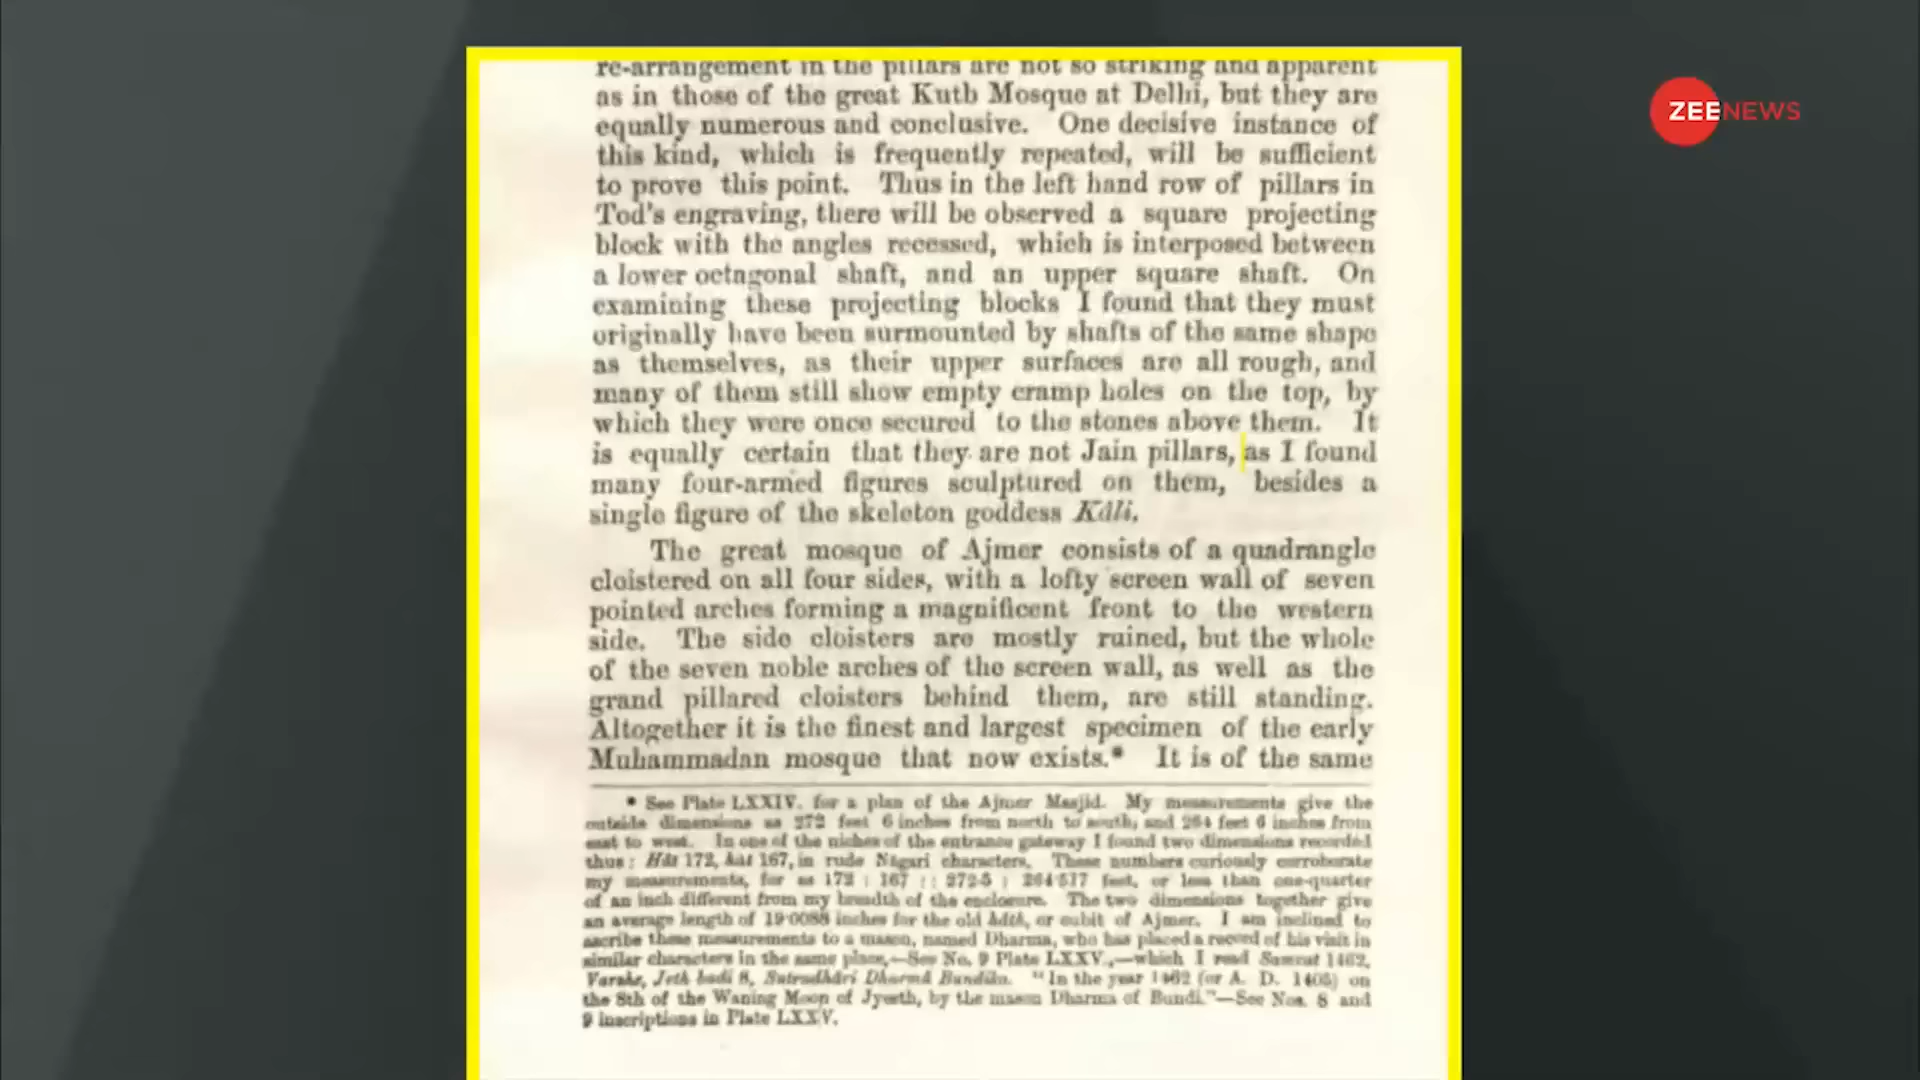 re-arrangement in the pillars are not so striking and apparent
as in those of the great Kutb Mosque at Delhi, but they are
equally numerous and conclusive. One decisive instance of
this kind, which is frequently repeated, will be sufficient
to prove this point. Thus in the left hand row of pillars in
Tod's engraving, there will be observed a square projecting
block with the angles recessed, which is interposed between
a lower octagonal shaft, and an upper square shaft. On
examining these projecting blocks I found that they must
originally have been surmounted by shafts of the same shape
as themselves, as their upper surfaces are all rough, and
many of them still show empty cramp holes on the top, by
which they were once secured to the stones above them. It
is equally certain that they are not Jain pillars, as I found
many four-armed figures sculptured on them, besides a
single figure of the skeleton goddess Kâli.
The great mosque of Ajmer consists of a quadrangle
cloistered on all four sides, with a lofty screen wall of seven
pointed arches forming a magnificent front to the western
side. The side cloisters are mostly ruined, but the whole
of the seven noble arches of the screen wall, as well as the
grand pillared cloisters behind them, are still standing.
Altogether it is the finest and largest specimen of the early
Muhammadan mosque that now exists.* It is of the same
* See Plate LXXIV. for a plan of the Ajmer Masjid. My measurements give the
outside dimensions as 272 feet 6 inches from north to south, and 264 feet 6 inches from
east to west. In one of the niches of the entrance gateway I found two dimensions recorded
thus: Hât 172, hât 167, in rude Nâgari characters. These numbers curiously corroborate
my measurements, for as 172 : 167 :: 272·5 : 264·577 feet, or less than one-quarter
of an inch different from my breadth of the enclosure. The two dimensions together give
an average length of 19·0088 inches for the old hâth, or cubit of Ajmer. I am inclined to
ascribe these measurements to a mason, named Dharma, who has placed a record of his visit in
similar characters in the same place,—See No. 9 Plate LXXV.,—which I read Samvat 1462,
Varshe, Jeth badi 8, Sutradhâri Dharmâ Bundika. "In the year 1462 (or A. D. 1405) on
the 8th of the Waning Moon of Jyesth, by the mason Dharma of Bundi."—See Nos. 8 and
9 inscriptions in Plate LXXV.
ZEENEWS